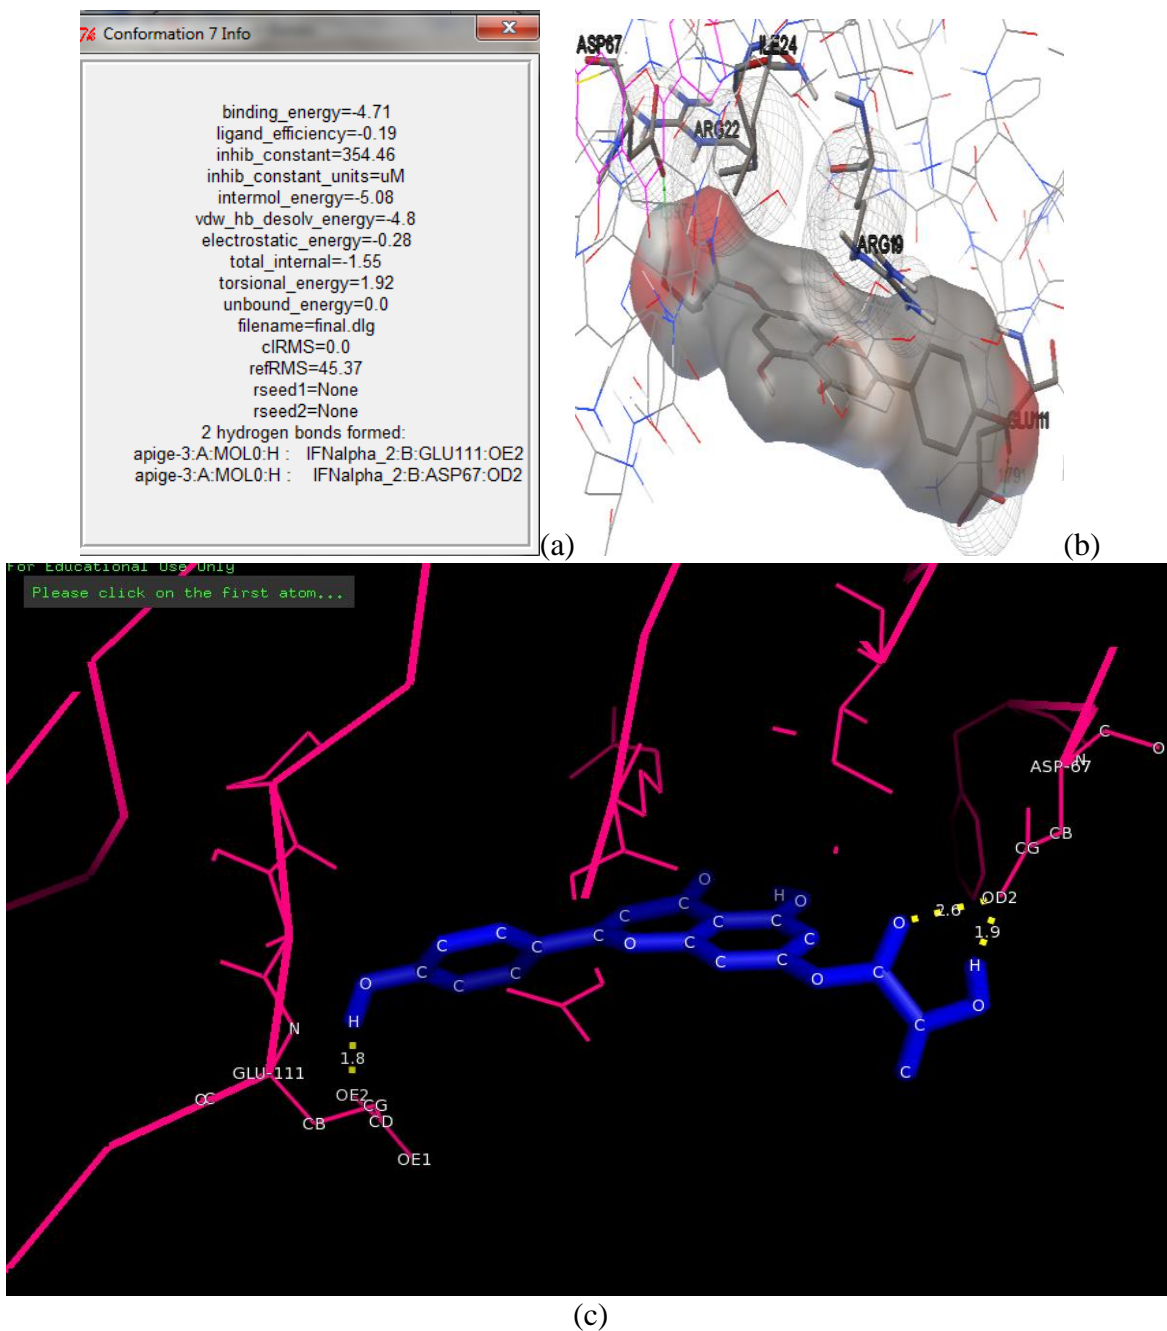 Conformation 7 Info
binding_energy=-4.71
ligand_efficiency=-0.19
inhib_constant=354.46
inhib_constant_units=uM
intermol_energy=-5.08
vdw_hb_desolv_energy=-4.8
electrostatic_energy=-0.28
total_internal=-1.55
torsional_energy=1.92
unbound_energy=0.0
filename=final.dlg
clRMS=0.0
refRMS=45.37
rseed1=None
rseed2=None
2 hydrogen bonds formed:
apige-3:A:MOL0:H : IFNalpha_2:B:GLU111:OE2
apige-3:A:MOL0:H : IFNalpha_2:B:ASP67:OD2
(a)
ASP67
ILE24
ARG22
ARG19
GLU111
(b)
For Educational Use Only
Please click on the first atom...
C
O
N
ASP-67
CB
CG
O
C
H
O
OD2
2.6
O
C
C
C
C
1.9
C
C
C
O
C
C
C
H
O
C
C
C
C
C
O
C
O
C
H
C
N
1.8
C
GLU-111
OE2
CG
O
C
CB
CD
OE1
(c)